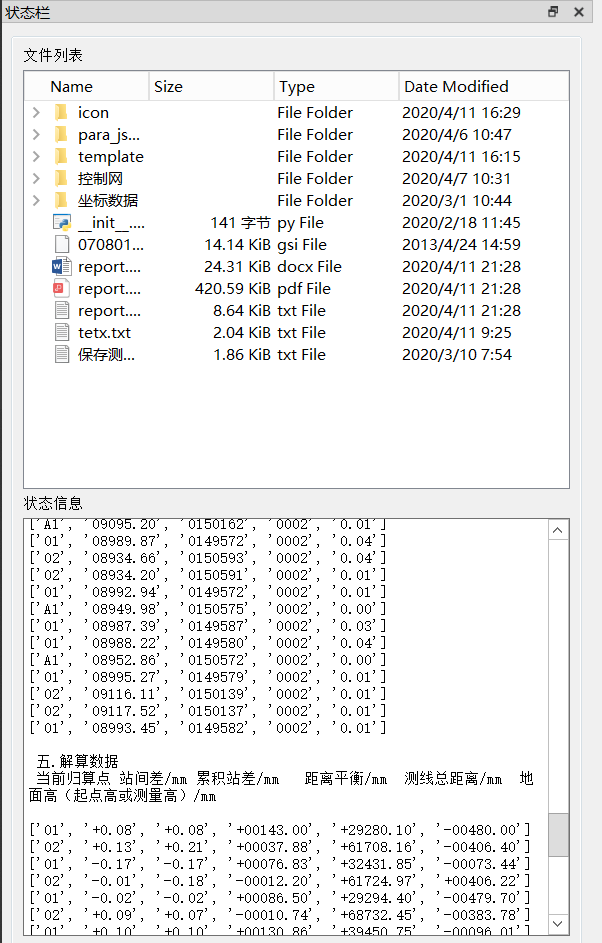 状态栏
文件列表
Name Size Type Date Modified
icon File Folder 2020/4/11 16:29
para_js... File Folder 2020/4/6 10:47
template File Folder 2020/4/11 16:15
控制网 File Folder 2020/4/7 10:31
坐标数据 File Folder 2020/3/1 10:44
__init__.... 141 字节 py File 2020/2/18 11:45
070801... 14.14 KiB gsi File 2013/4/24 14:59
report.... 24.31 KiB docx File 2020/4/11 21:28
report.... 420.59 KiB pdf File 2020/4/11 21:28
report.... 8.64 KiB txt File 2020/4/11 21:28
tetx.txt 2.04 KiB txt File 2020/4/11 9:25
保存测... 1.86 KiB txt File 2020/3/10 7:54
状态信息
['A1', '09095.20', '0150162', '0002', '0.01']
['01', '08989.87', '0149572', '0002', '0.04']
['02', '08934.66', '0150593', '0002', '0.04']
['02', '08934.20', '0150591', '0002', '0.01']
['01', '08992.94', '0149572', '0002', '0.01']
['A1', '08949.98', '0150575', '0002', '0.00']
['01', '08987.39', '0149587', '0002', '0.03']
['01', '08988.22', '0149580', '0002', '0.04']
['A1', '08952.86', '0150572', '0002', '0.00']
['01', '08995.27', '0149579', '0002', '0.01']
['02', '09116.11', '0150139', '0002', '0.01']
['02', '09117.52', '0150137', '0002', '0.01']
['01', '08993.45', '0149582', '0002', '0.01']
五.解算数据
当前归算点 站间差/mm 累积站差/mm 距离平衡/mm 测线总距离/mm 地
面高（起点高或测量高）/mm
['01', '+0.08', '+0.08', '+00143.00', '+29280.10', '-00480.00']
['02', '+0.13', '+0.21', '+00037.88', '+61708.16', '-00406.40']
['01', '-0.17', '-0.17', '+00076.83', '+32431.85', '-00073.44']
['02', '-0.01', '-0.18', '-00012.20', '+61724.97', '+00406.22']
['01', '-0.02', '-0.02', '+00086.50', '+29294.40', '-00479.70']
['02', '+0.09', '+0.07', '-00010.74', '+68732.45', '-00383.78']
['01', '+0.10', '+0.10', '+00130.86', '+39450.75', '-00096.01']